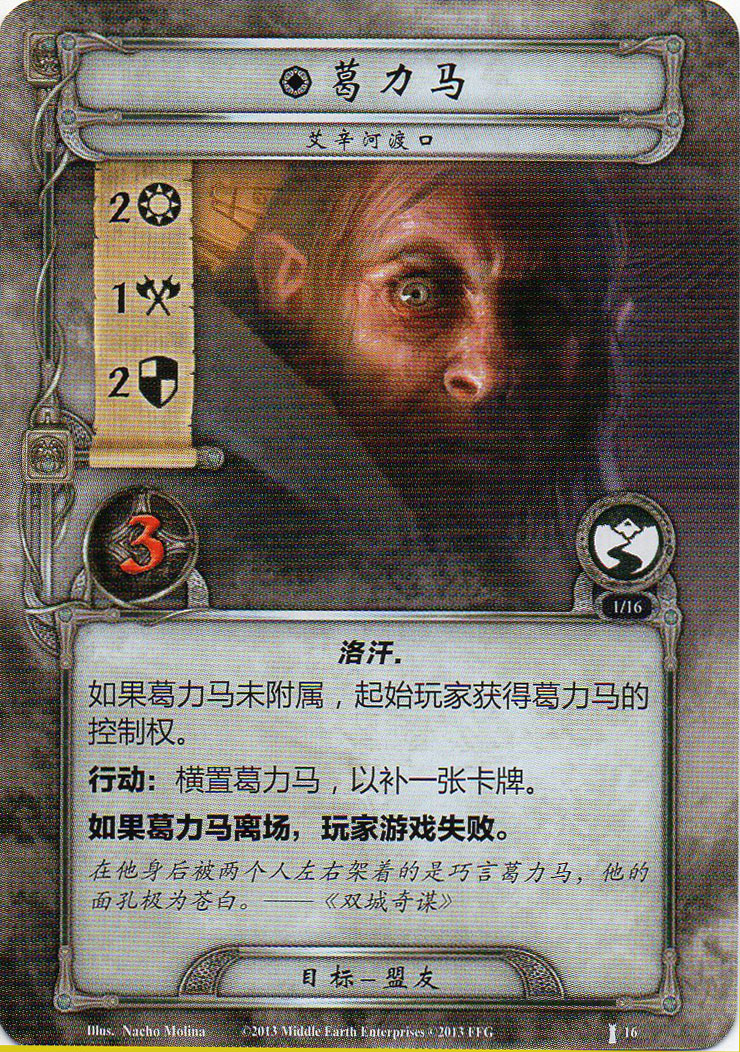 葛力马
艾辛河渡口
2
1
2
3
1/16
洛汗.
如果葛力马未附属，起始玩家获得葛力马的
控制权。
行动：横置葛力马，以补一张卡牌。
如果葛力马离场，玩家游戏失败。
在他身后被两个人左右架着的是巧言葛力马，他的
面孔极为苍白。——《双城奇谋》
目标–盟友
Illus. Nacho Molina ©2013 Middle Earth Enterprises ©2013 FFG 16